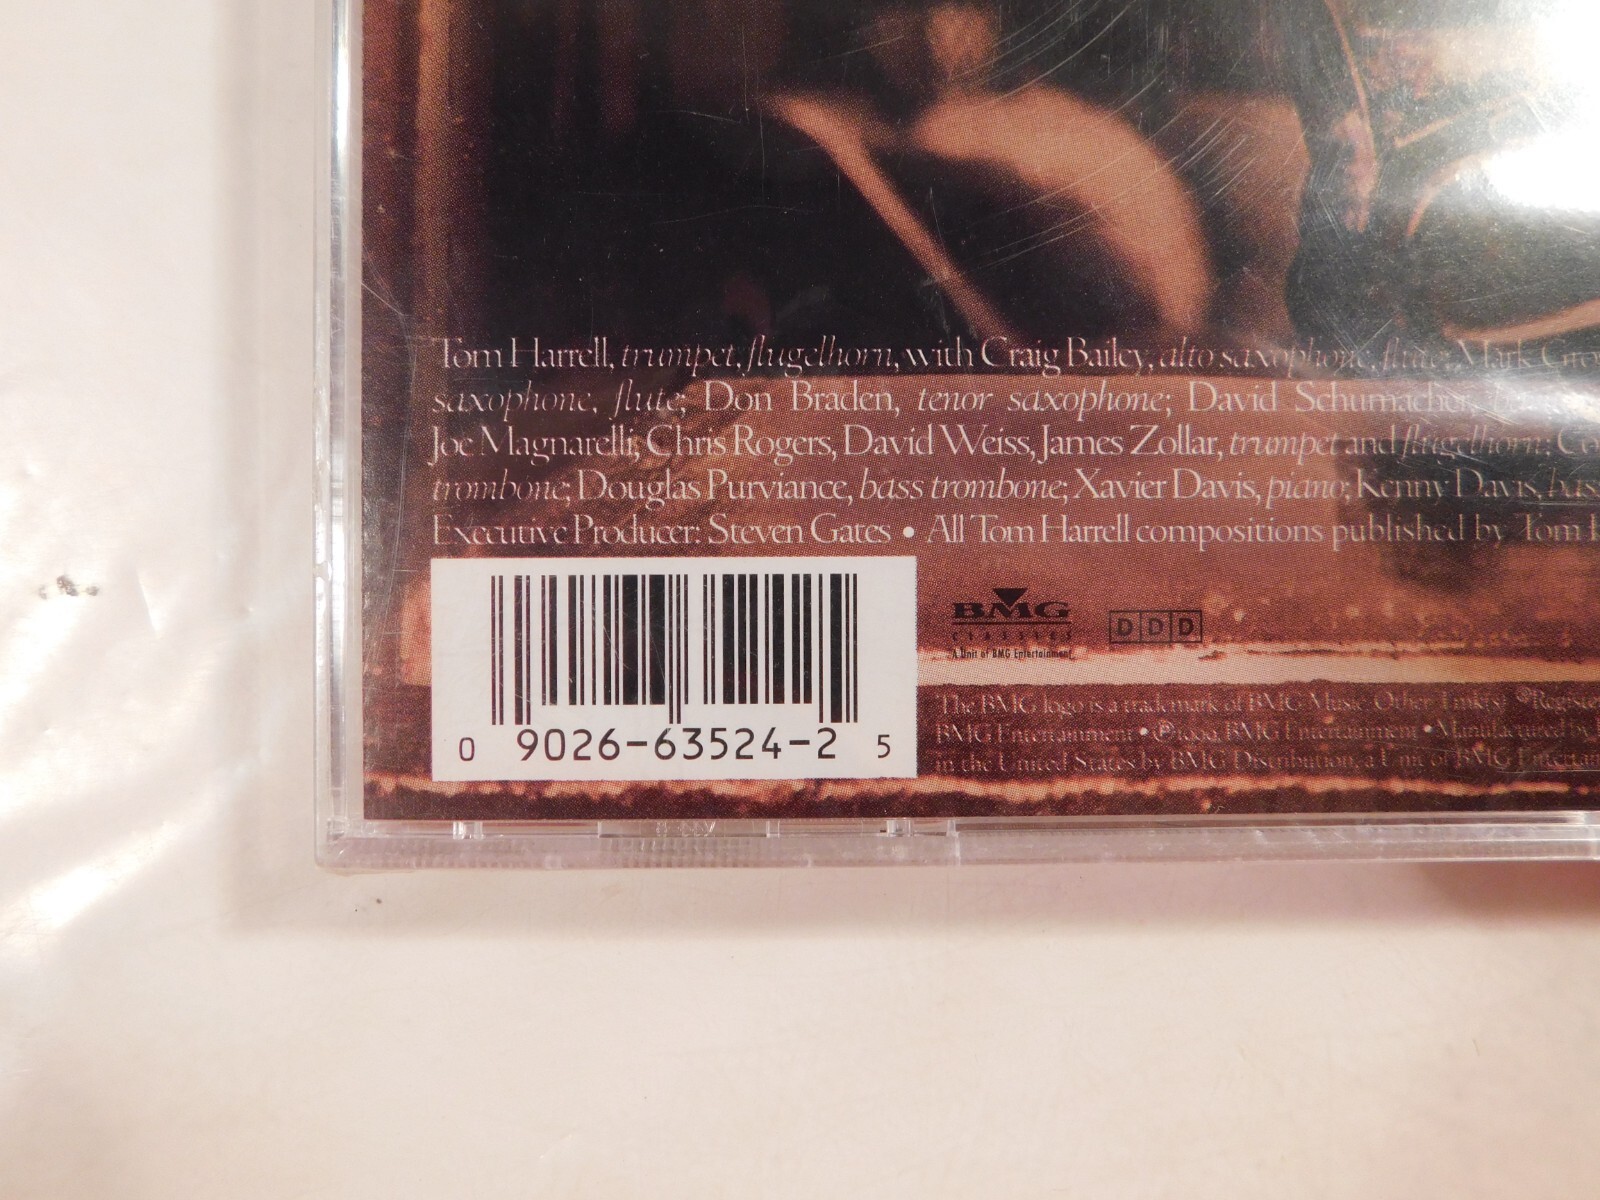 Tom Harrell, trumpet, flugelhorn, with Craig Bailey, alto saxophone, flute; Mark
saxophone, flute; Don Braden, tenor saxophone; David Schumacher,
Joe Magnarelli, Chris Rogers, David Weiss, James Zollar, trumpet and flugelhorn;
trombone; Douglas Purviance, bass trombone; Xavier Davis, piano; Kenny Davis,
Executive Producer: Steven Gates • All Tom Harrell compositions published by Tom
BMG
CLASSICS
A Unit of BMG Entertainment
DDD
The BMG logo is a trademark of BMG Music. Other
BMG Entertainment • ℗ 1999, BMG Entertainment • Manufactured by
in the United States by BMG Distribution, a Unit of BMG
0 9026-63524-2 5